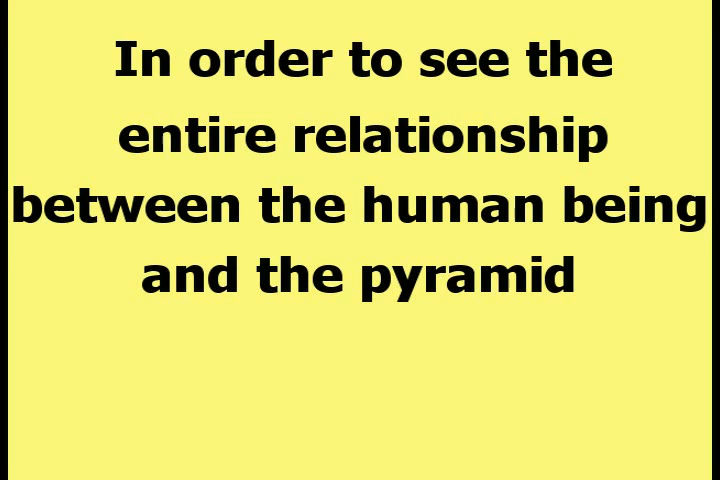 In order to see the
entire relationship
between the human being
and the pyramid